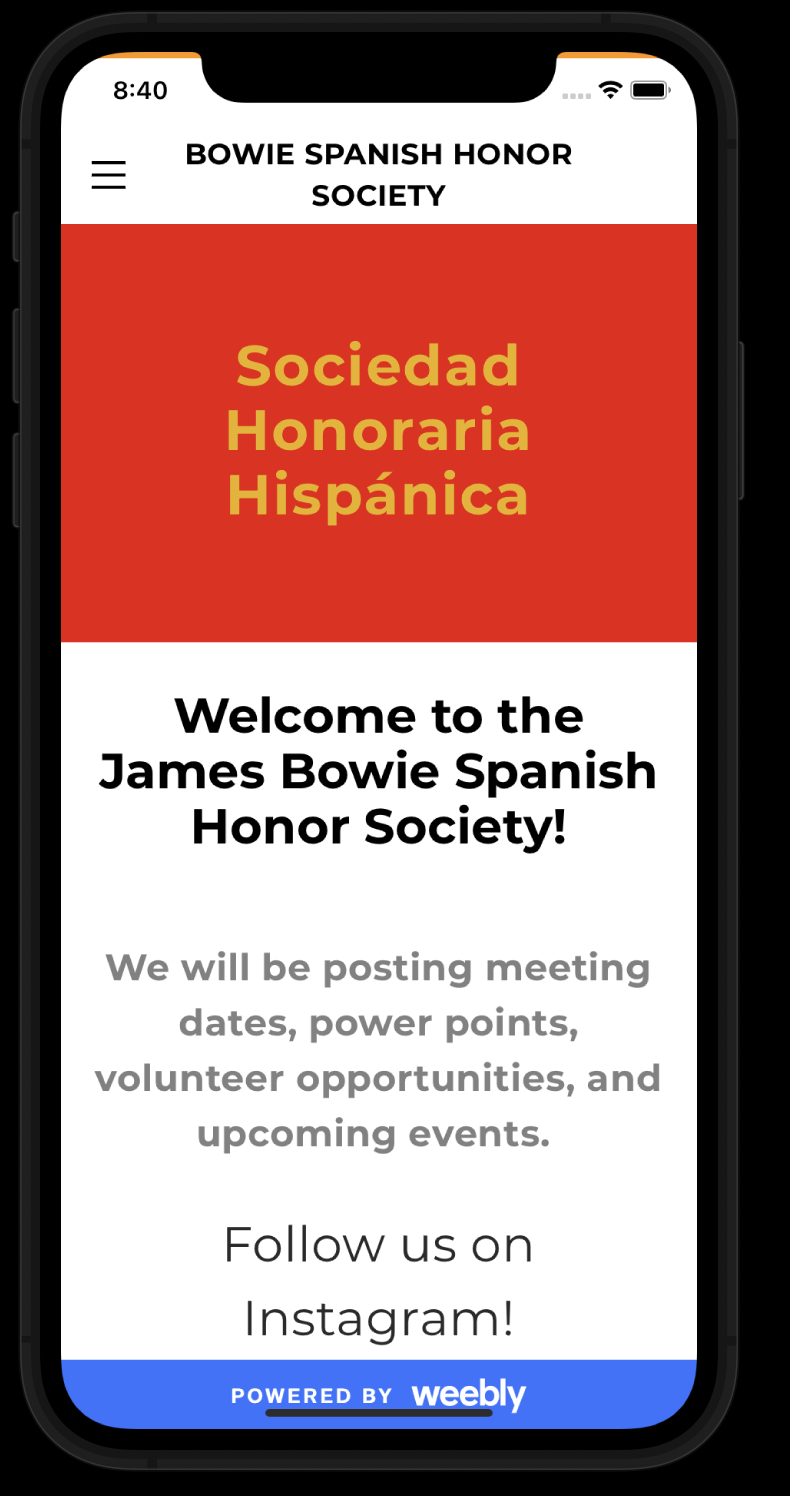 8:40
BOWIE SPANISH HONOR
SOCIETY
Sociedad
Honoraria
Hispánica
Welcome to the
James Bowie Spanish
Honor Society!
We will be posting meeting
dates, power points,
volunteer opportunities, and
upcoming events.
Follow us on
Instagram!
POWERED BY weebly